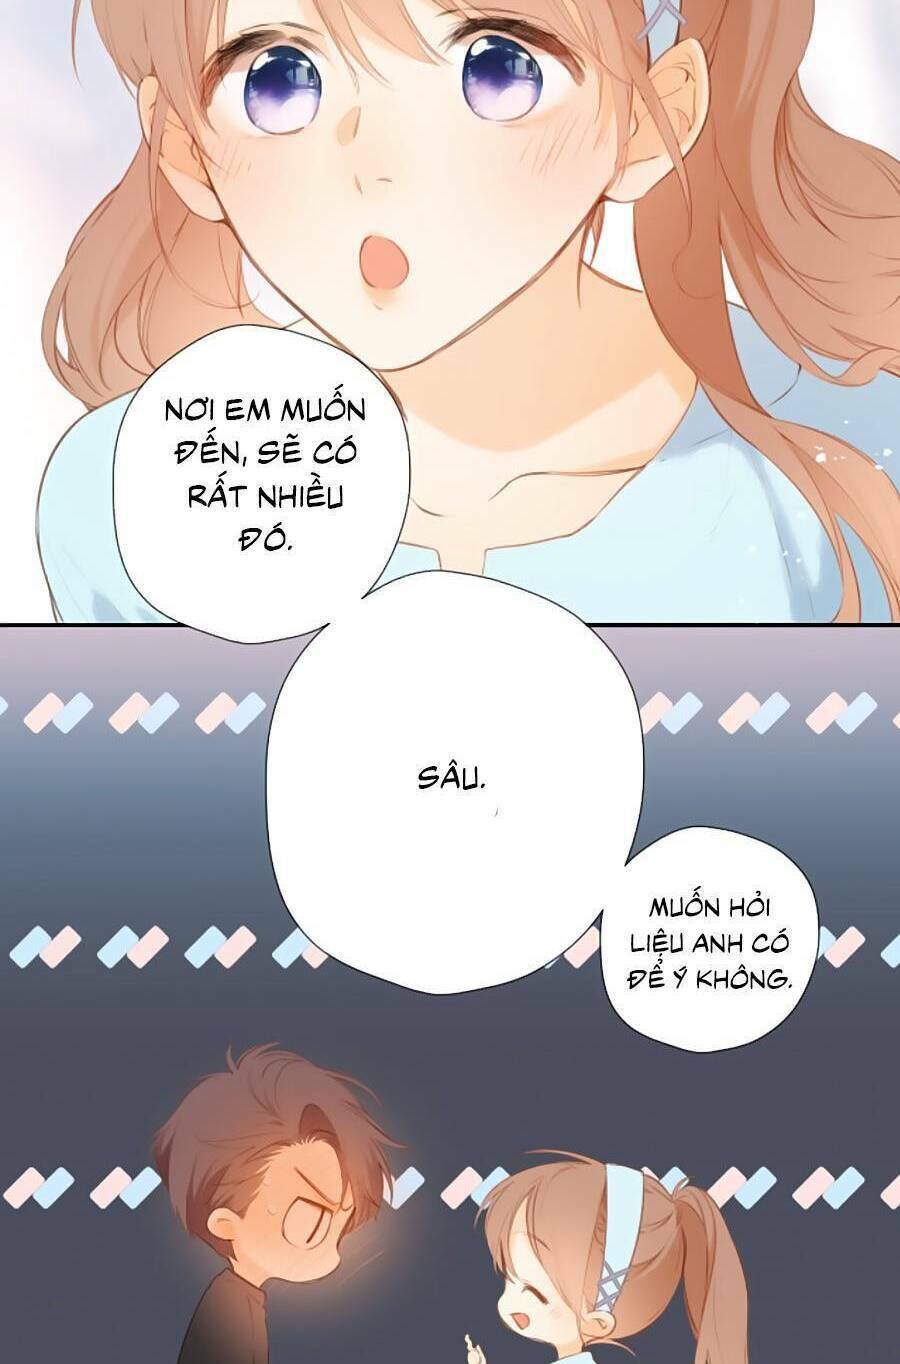 NƠI EM MUỐN
ĐẾN, SẼ CÓ
RẤT NHIỀU
ĐÓ.
SÂU.
MUỐN HỎI
LIỆU ANH CÓ
ĐỂ Ý KHÔNG.